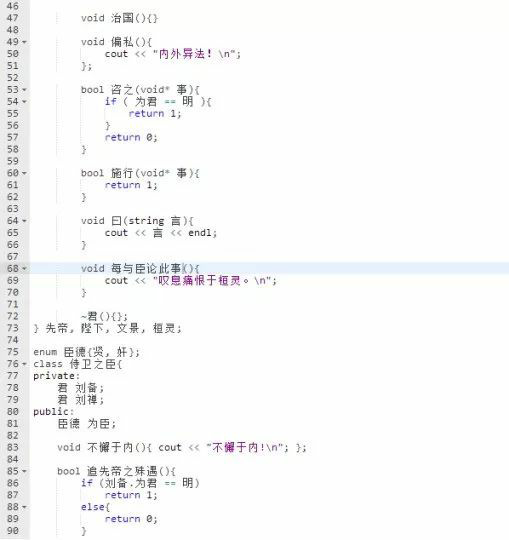 46
47 void 治国(){}
48
49 void 偏私(){
50 cout << "内外异法! \n";
51 };
52
53 bool 咨之(void* 事){
54 if ( 为君 == 明 ){
55 return 1;
56 }
57 return 0;
58 }
59
60 bool 施行(void* 事){
61 return 1;
62 }
63
64 void 曰(string 言){
65 cout << 言 << endl;
66 }
67
68 void 每与臣论此事(){
69 cout << "叹息痛恨于桓灵。\n";
70 }
71
72 ~君(){};
73 } 先帝, 陛下, 文景, 桓灵;
74
75 enum 臣德{贤, 奸};
76 class 侍卫之臣{
77 private:
78 君 刘备;
79 君 刘禅;
80 public:
81 臣德 为臣;
82
83 void 不懈于内(){ cout << "不懈于内!\n"; };
84
85 bool 追先帝之殊遇(){
86 if (刘备.为君 == 明)
87 return 1;
88 else{
89 return 0;
90 }